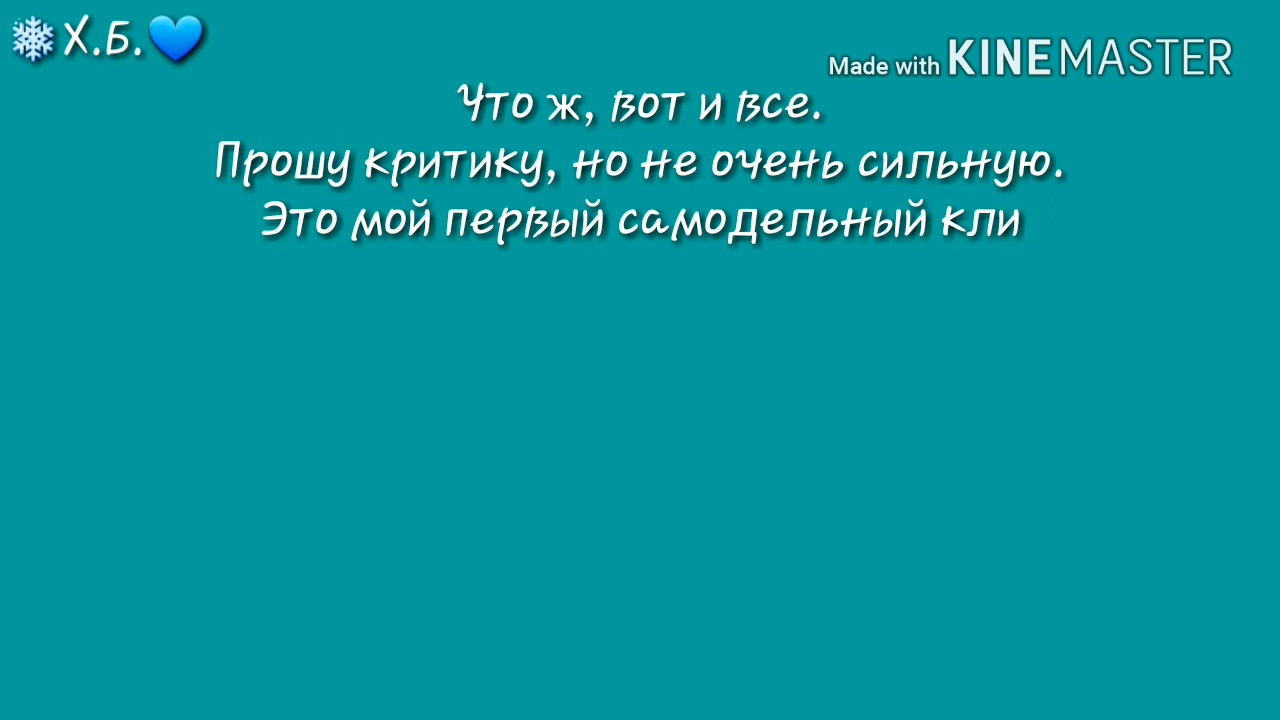 ❄Х.Б.💙
Made with KINEMASTER
Что ж, вот и все.
Прошу критику, но не очень сильную.
Это мой первый самодельный кли